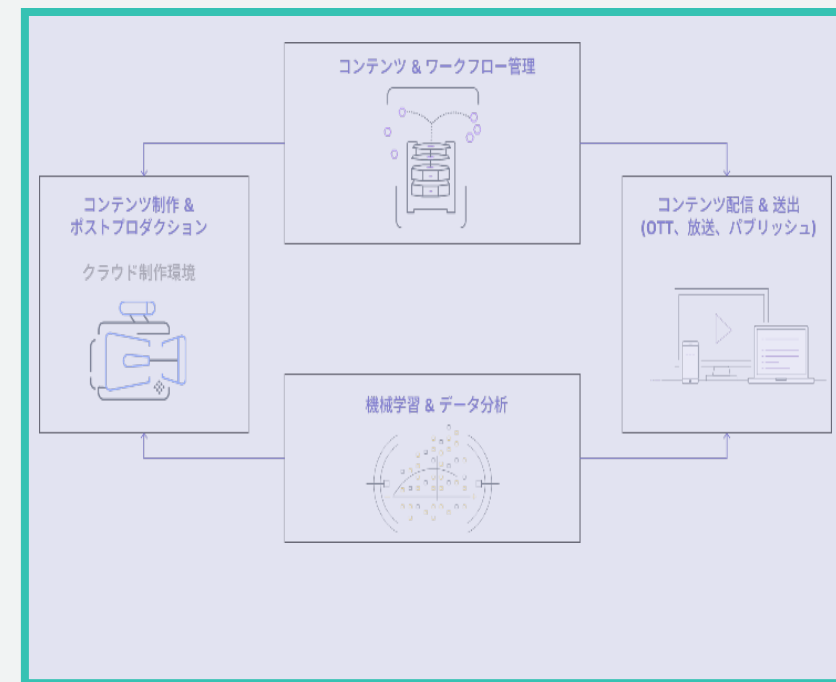 コンテンツ & ワークフロー管理
コンテンツ制作 &
ポストプロダクション
クラウド制作環境
コンテンツ配信 & 送出
(OTT、放送、パブリッシュ)
機械学習 & データ分析